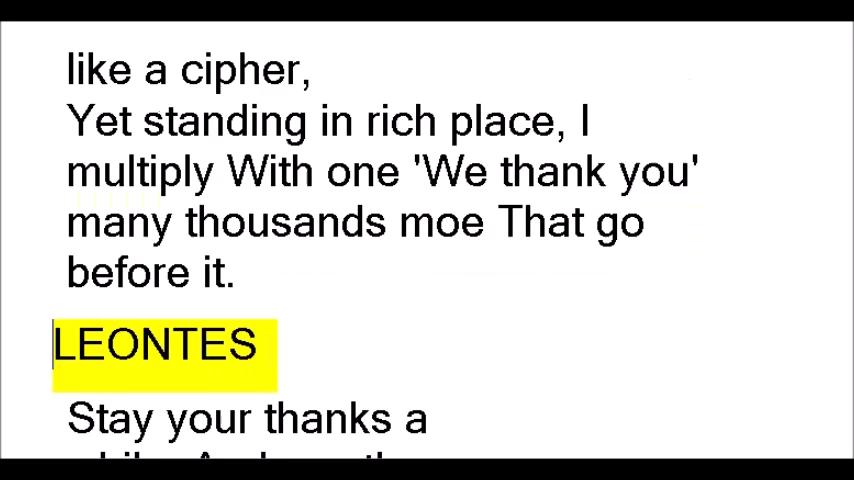 like a cipher,
Yet standing in rich place, I
multiply With one 'We thank you'
many thousands moe That go
before it.
LEONTES
Stay your thanks a